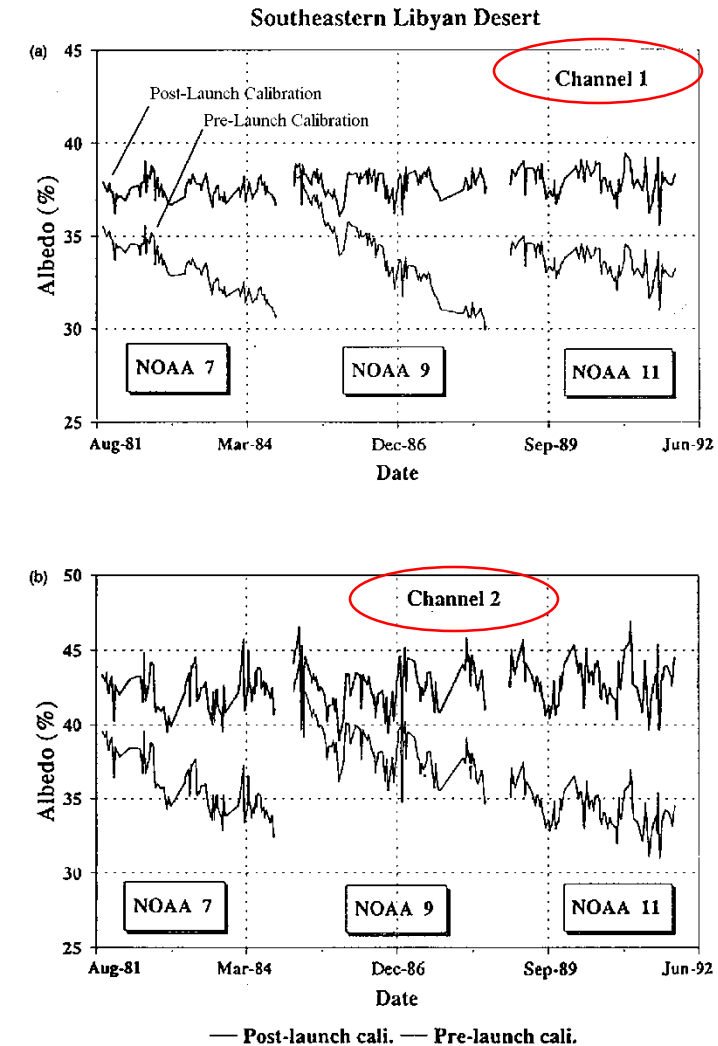 Southeastern Libyan Desert
(a)
Channel 1
Post-Launch Calibration
Pre-Launch Calibration
Albedo (%)
45
40
35
30
25
NOAA 7
NOAA 9
NOAA 11
Aug-81 Mar-84 Dec-86 Sep-89 Jun-92
Date
(b)
Channel 2
Albedo (%)
50
45
40
35
30
25
NOAA 7
NOAA 9
NOAA 11
Aug-81 Mar-84 Dec-86 Sep-89 Jun-92
Date
— Post-launch cali. — Pre-launch cali.